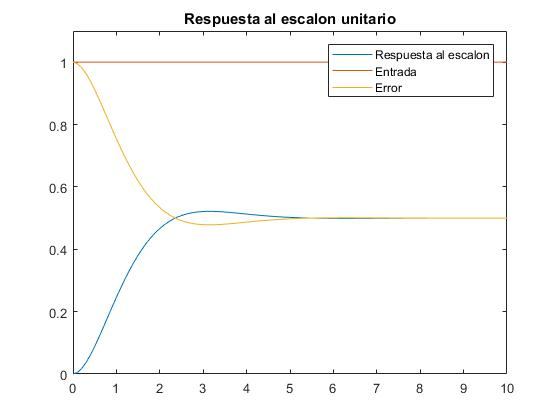 Respuesta al escalon unitario
Respuesta al escalon
Entrada
Error
1
0.8
0.6
0.4
0.2
0
0 1 2 3 4 5 6 7 8 9 10